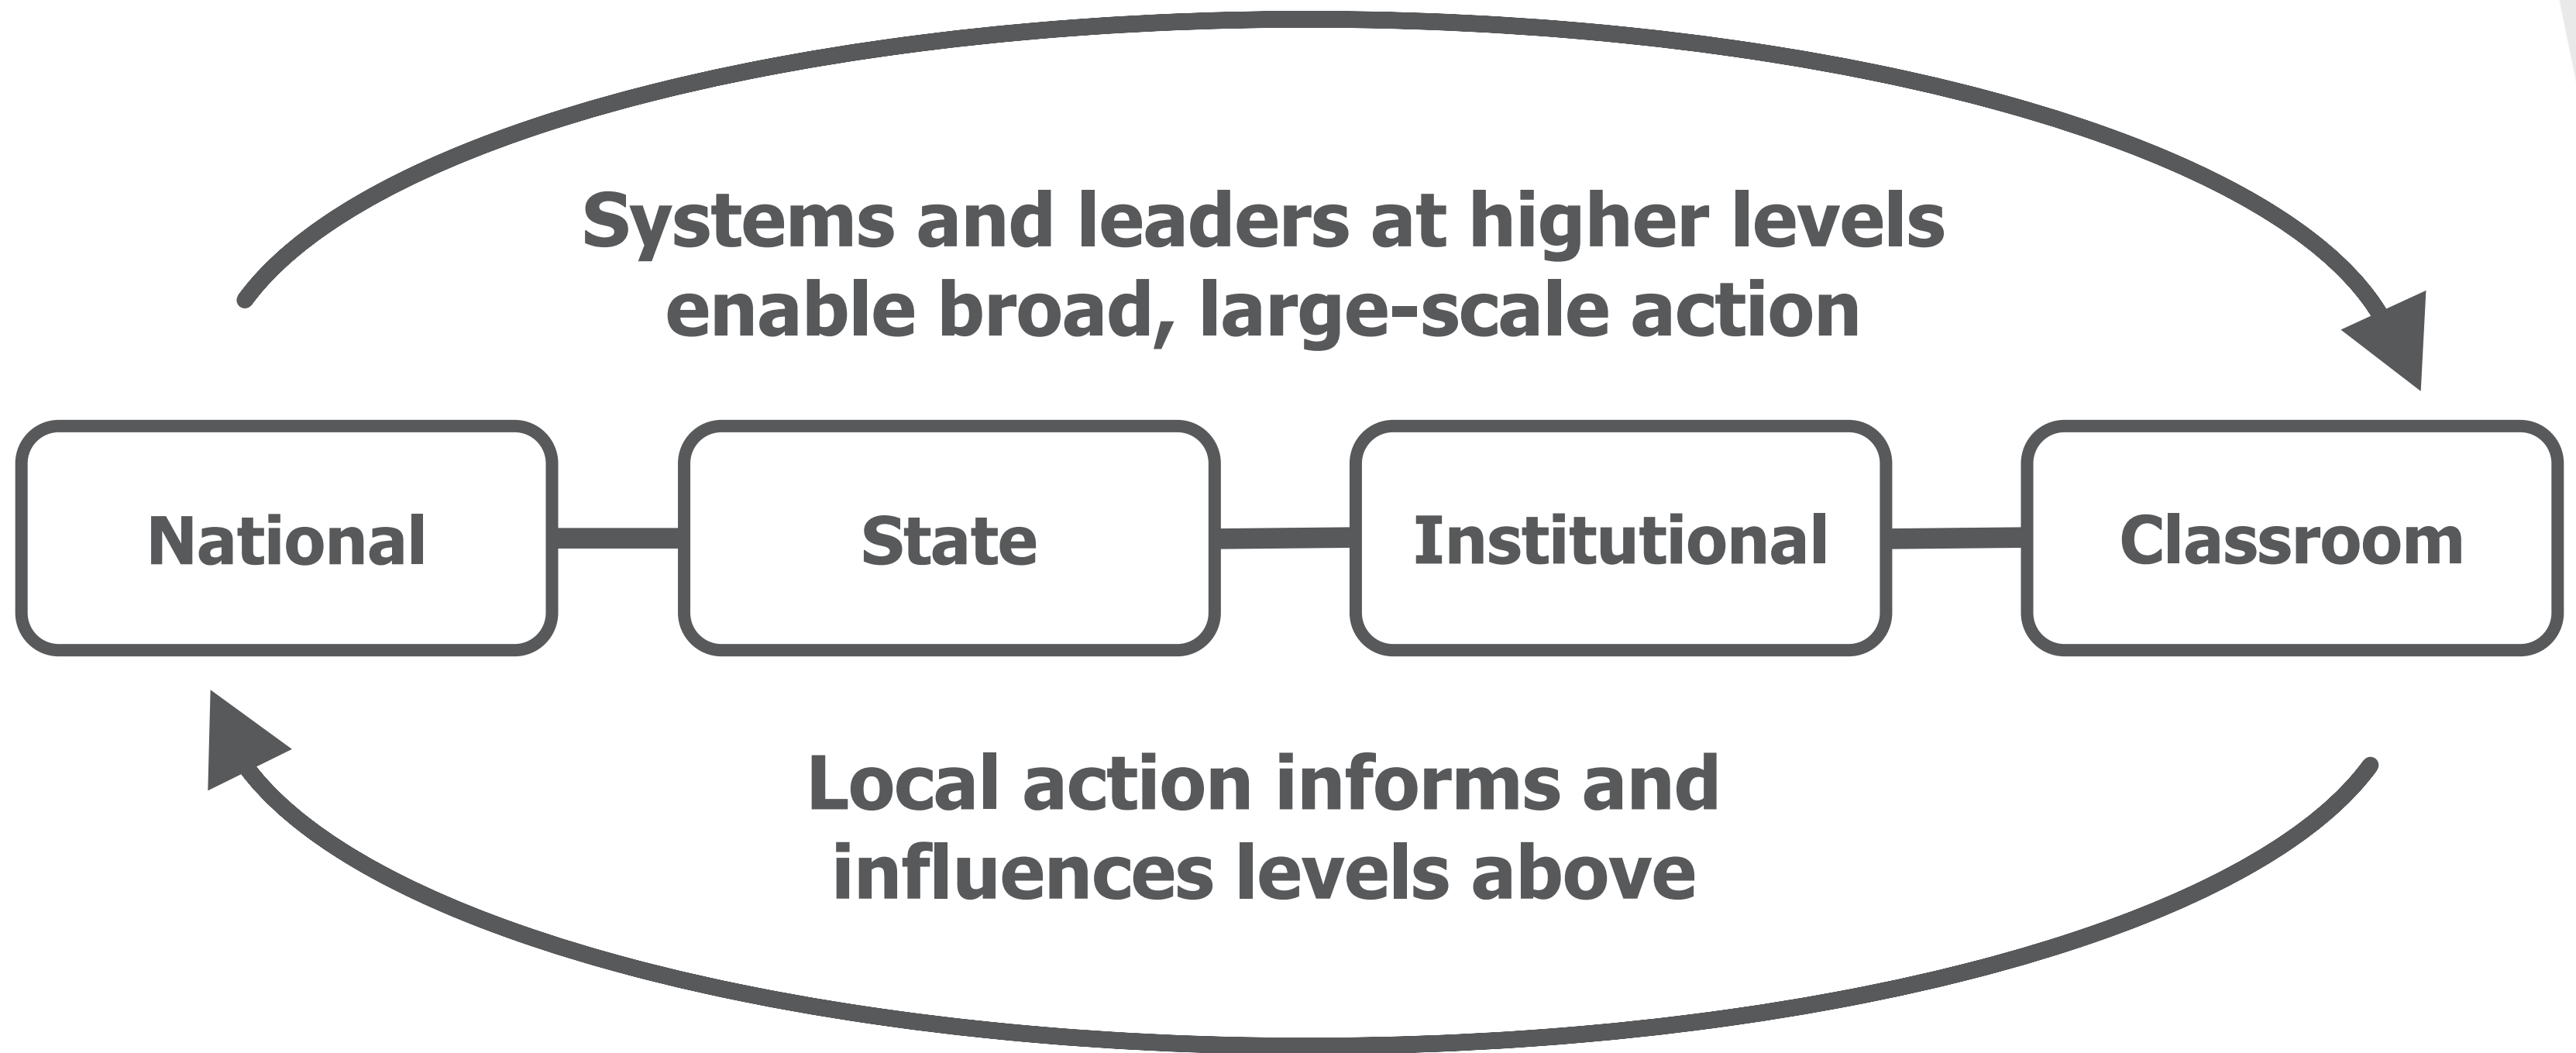 Systems and leaders at higher levels
enable broad, large-scale action
National
State
Institutional
Classroom
Local action informs and
influences levels above